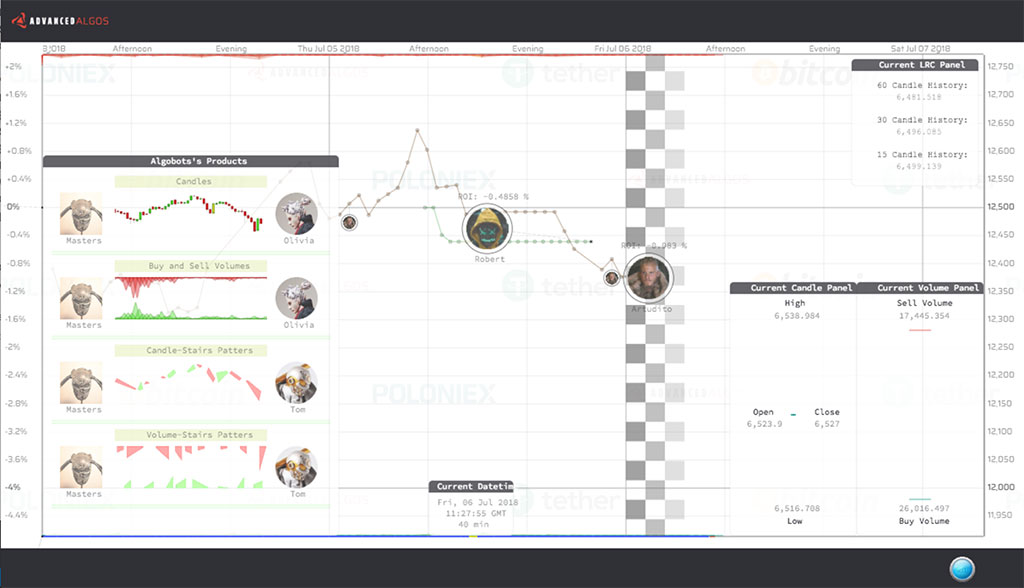 ADVANCEDALGOS
Afternoon Evening Thu Jul 05 2018 Afternoon Evening Fri Jul 06 2018 Afternoon Evening Sat Jul 07 2018
+2%
+1.6%
+1.2%
+0.8%
+0.4%
0%
-0.4%
-0.8%
-1.2%
-1.6%
-2%
-2.4%
-2.8%
-3.2%
-3.6%
-4%
-4.4%
POLONIEX
ADVANCEDALGOS
tether
bitcoin
POLONIEX
tether
POLONIEX
tether
Algobots's Products
Candles
Masters Olivia
Buy and Sell Volumes
Masters Olivia
Candle-Stairs Patters
Masters Tom
Volume-Stairs Patters
Masters Tom
ROI: -0.4858 %
Robert
ROI: -0.983 %
Artudito
Current Datetim
Fri, 06 Jul 2018
11:27:55 GMT
40 min
Current LRC Panel
60 Candle History:
6,481.518
30 Candle History:
6,496.085
15 Candle History:
6,499.139
Current Candle Panel
High
6,538.984
Open Close
6,523.9 6,527
6,516.788
Low
Current Volume Panel
Sell Volume
17,445.354
26,016.497
Buy Volume
12,750
12,700
12,650
12,600
12,550
12,500
12,450
12,400
12,350
12,300
12,250
12,200
12,150
12,100
12,050
12,000
11,950